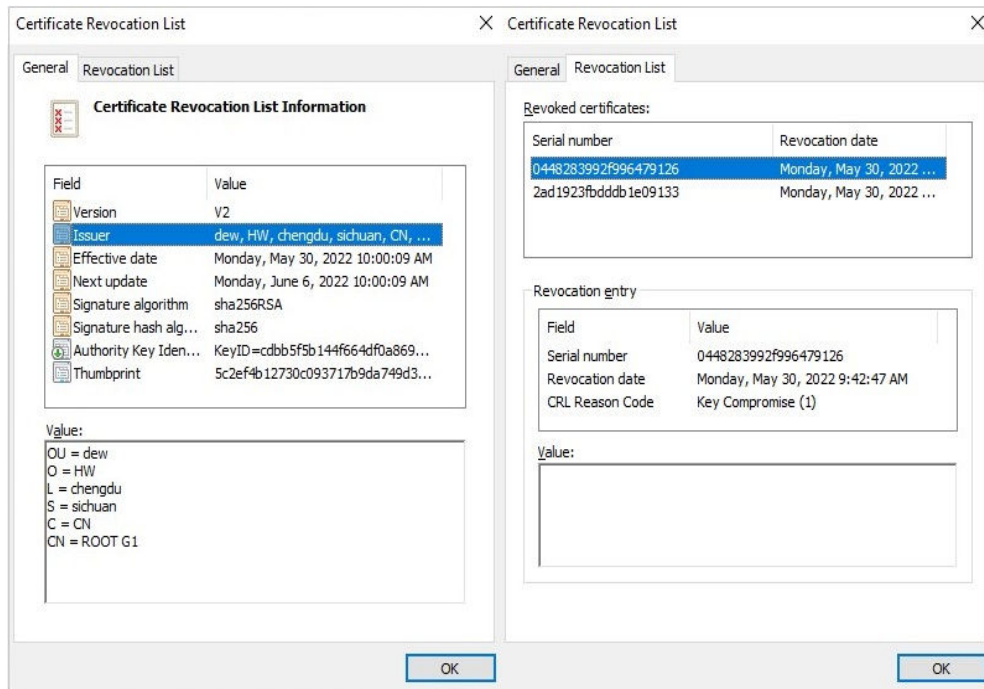 Certificate Revocation List
General
Revocation List
Certificate Revocation List Information
Field Value
Version V2
Issuer dew, HW, chengdu, sichuan, CN, ...
Effective date Monday, May 30, 2022 10:00:09 AM
Next update Monday, June 6, 2022 10:00:09 AM
Signature algorithm sha256RSA
Signature hash alg... sha256
Authority Key Iden... KeyID=cdbb5f5b144f664df0a869...
Thumbprint 5c2ef4b12730c093717b9da749d3...
Value:
OU = dew
O = HW
L = chengdu
S = sichuan
C = CN
CN = ROOT G1
OK
Certificate Revocation List
General
Revocation List
Revoked certificates:
Serial number Revocation date
0448283992f996479126 Monday, May 30, 2022 ...
2ad1923fbdddb1e09133 Monday, May 30, 2022 ...
Revocation entry
Field Value
Serial number 0448283992f996479126
Revocation date Monday, May 30, 2022 9:42:47 AM
CRL Reason Code Key Compromise (1)
Value:
OK